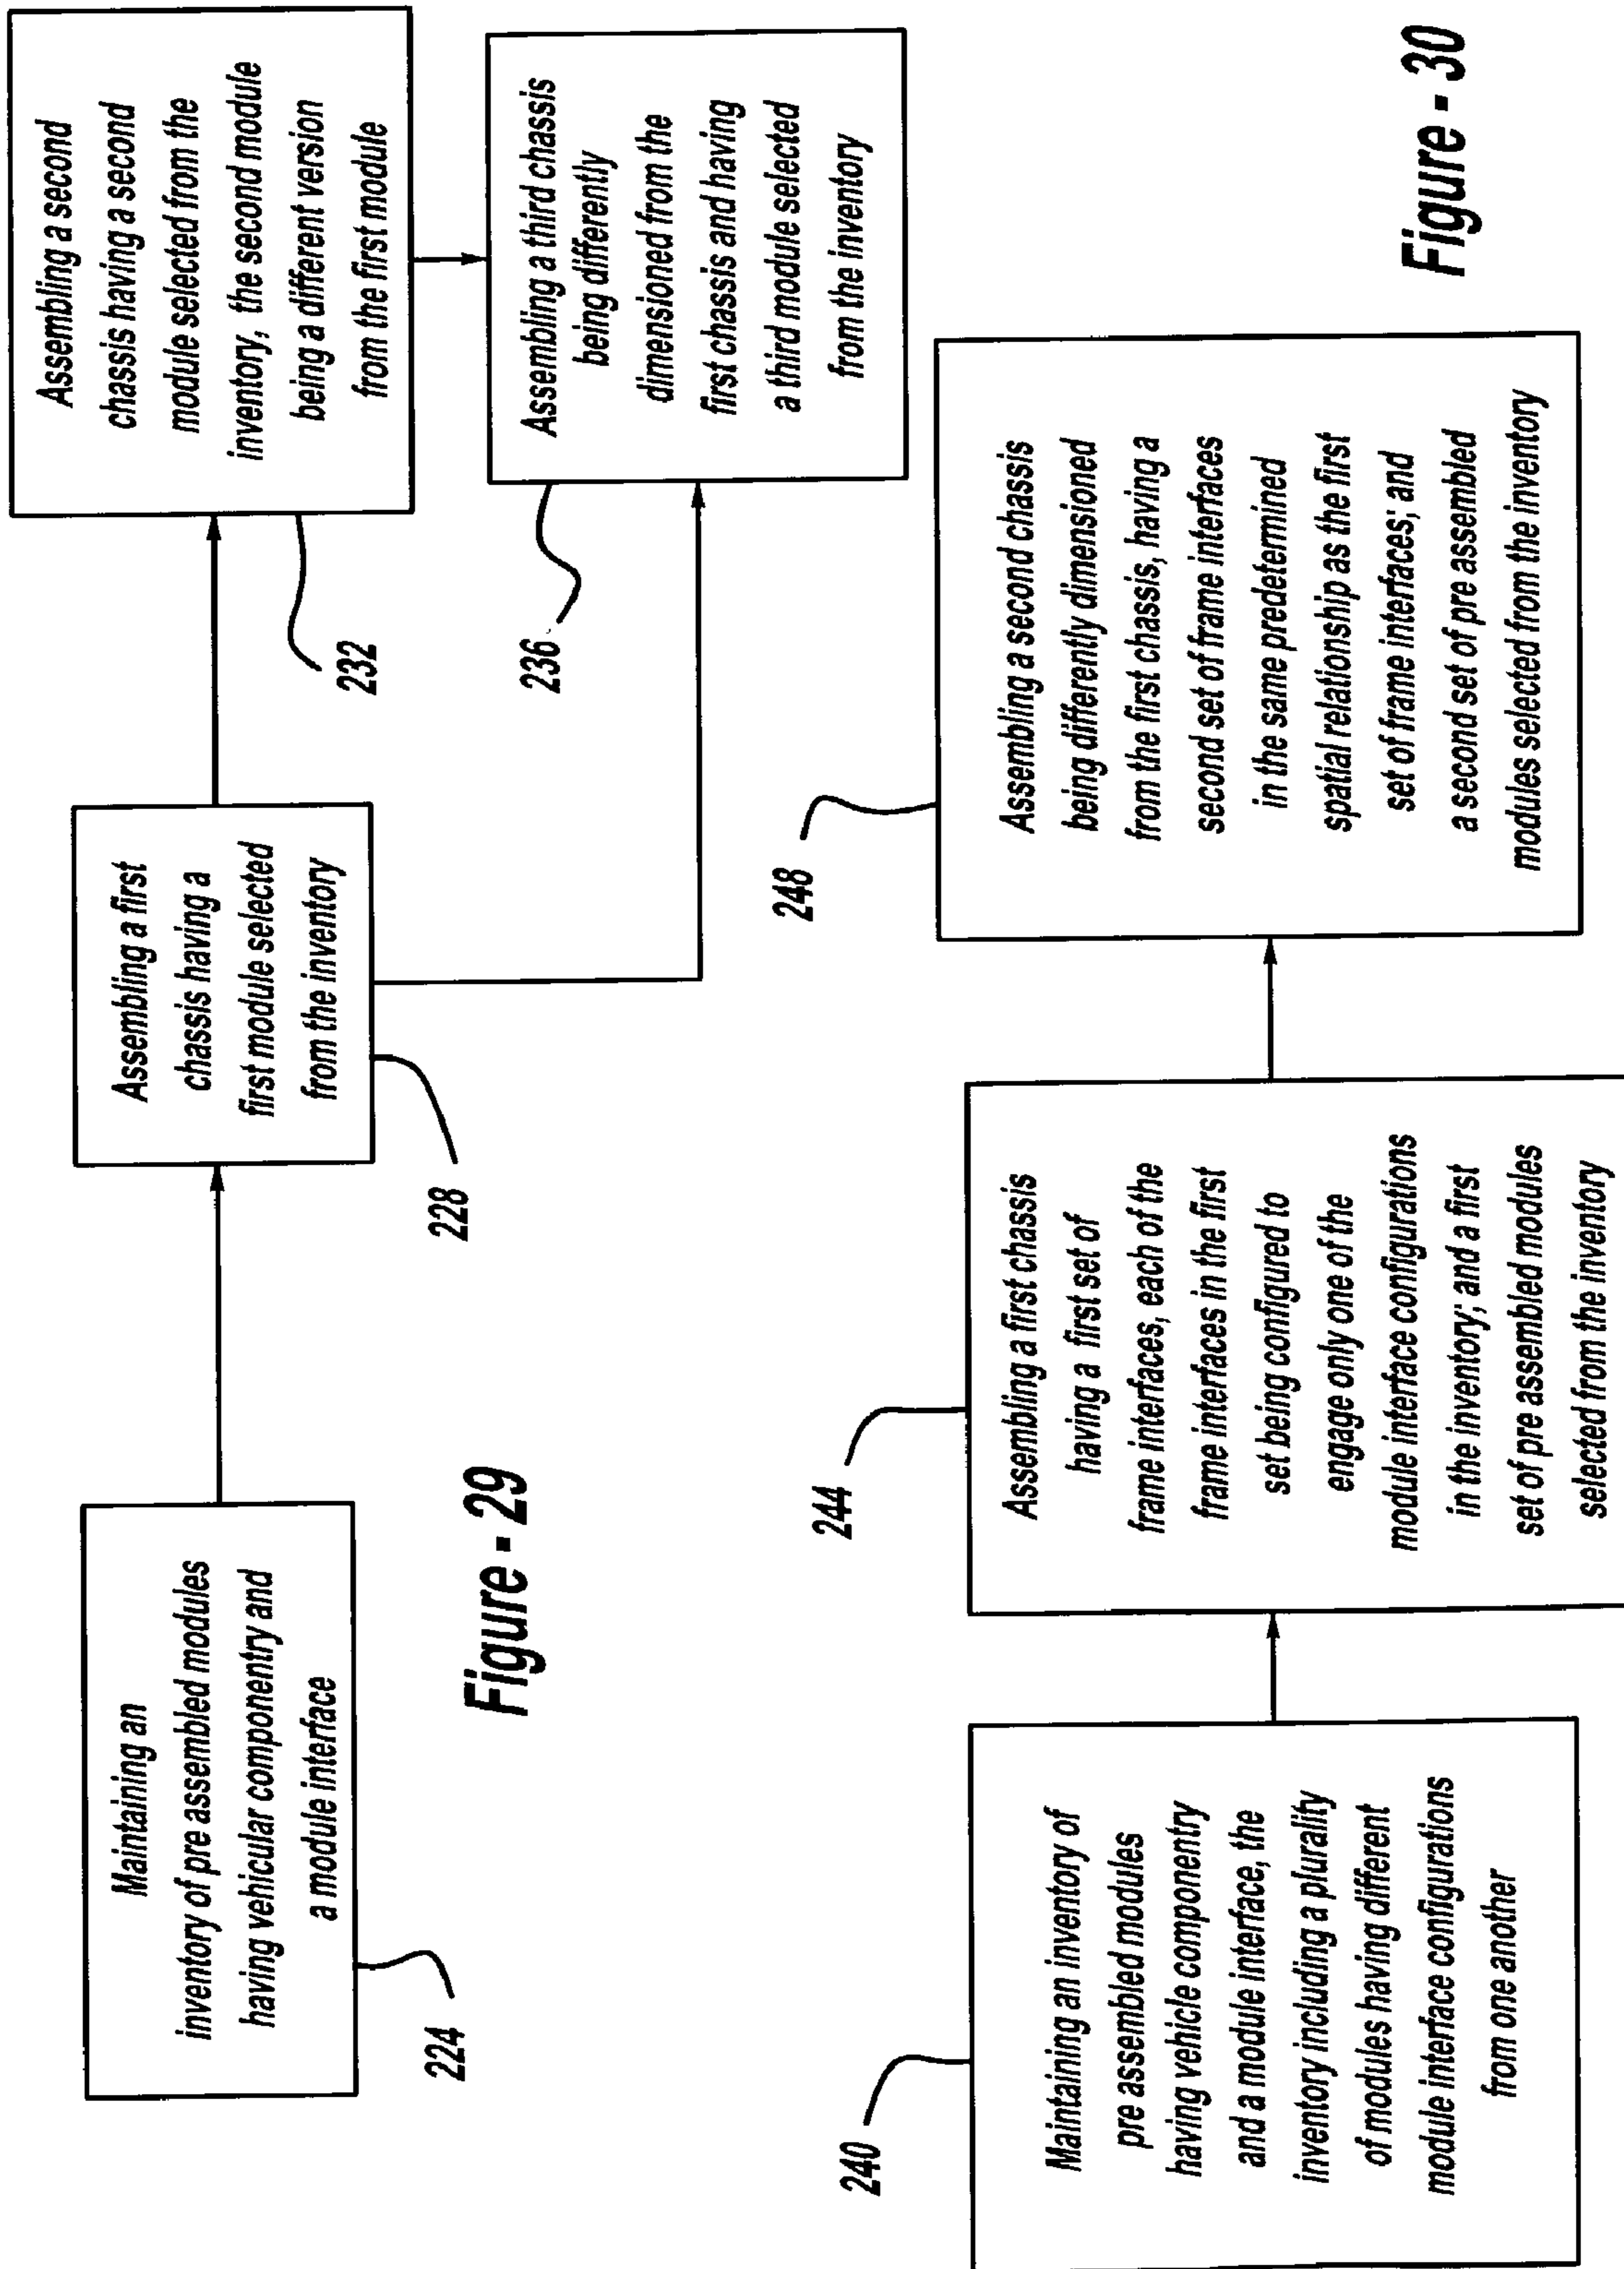 Maintaining an
inventory of pre assembled modules
having vehicular componentry and
a module interface
224
Assembling a first
chassis having a
first module selected
from the inventory
228
Assembling a second
chassis having a second
module selected from the
inventory, the second module
being a different version
from the first module
232
Assembling a third chassis
being differently
dimensioned from the
first chassis and having
a third module selected
from the inventory
236
Figure - 29
240
Maintaining an inventory of
pre assembled modules
having vehicle componentry
and a module interface, the
inventory including a plurality
of modules having different
module interface configurations
from one another
244
Assembling a first chassis
having a first set of
frame interfaces, each of the
frame interfaces in the first
set being configured to
engage only one of the
module interface configurations
in the inventory; and a first
set of pre assembled modules
selected from the inventory
248
Assembling a second chassis
being differently dimensioned
from the first chassis, having a
second set of frame interfaces
in the same predetermined
spatial relationship as the first
set of frame interfaces; and
a second set of pre assembled
modules selected from the inventory
Figure - 30